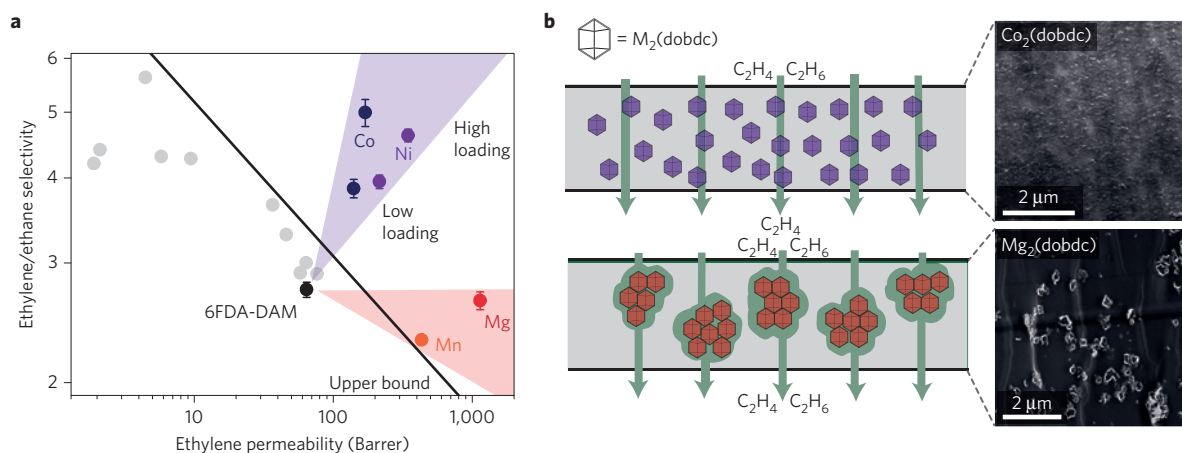 a
6
5
4
3
2
Ethylene/ethane selectivity
10
100
1,000
Ethylene permeability (Barrer)
Co
Ni
High
loading
Low
loading
6FDA-DAM
Mg
Mn
Upper bound
b
= M₂(dobdc)
C₂H₄ C₂H₆
C₂H₄
C₂H₄ C₂H₆
C₂H₄ C₂H₆
Co₂(dobdc)
2 μm
Mg₂(dobdc)
2 μm